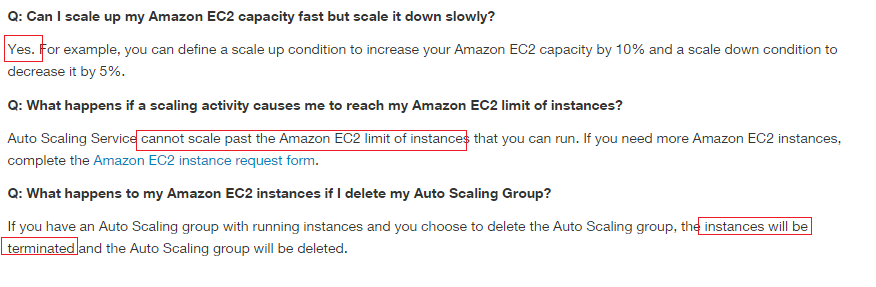 Q: Can I scale up my Amazon EC2 capacity fast but scale it down slowly?
Yes. For example, you can define a scale up condition to increase your Amazon EC2 capacity by 10% and a scale down condition to
decrease it by 5%.
Q: What happens if a scaling activity causes me to reach my Amazon EC2 limit of instances?
Auto Scaling Service cannot scale past the Amazon EC2 limit of instances that you can run. If you need more Amazon EC2 instances,
complete the Amazon EC2 instance request form.
Q: What happens to my Amazon EC2 instances if I delete my Auto Scaling Group?
If you have an Auto Scaling group with running instances and you choose to delete the Auto Scaling group, the instances will be
terminated and the Auto Scaling group will be deleted.